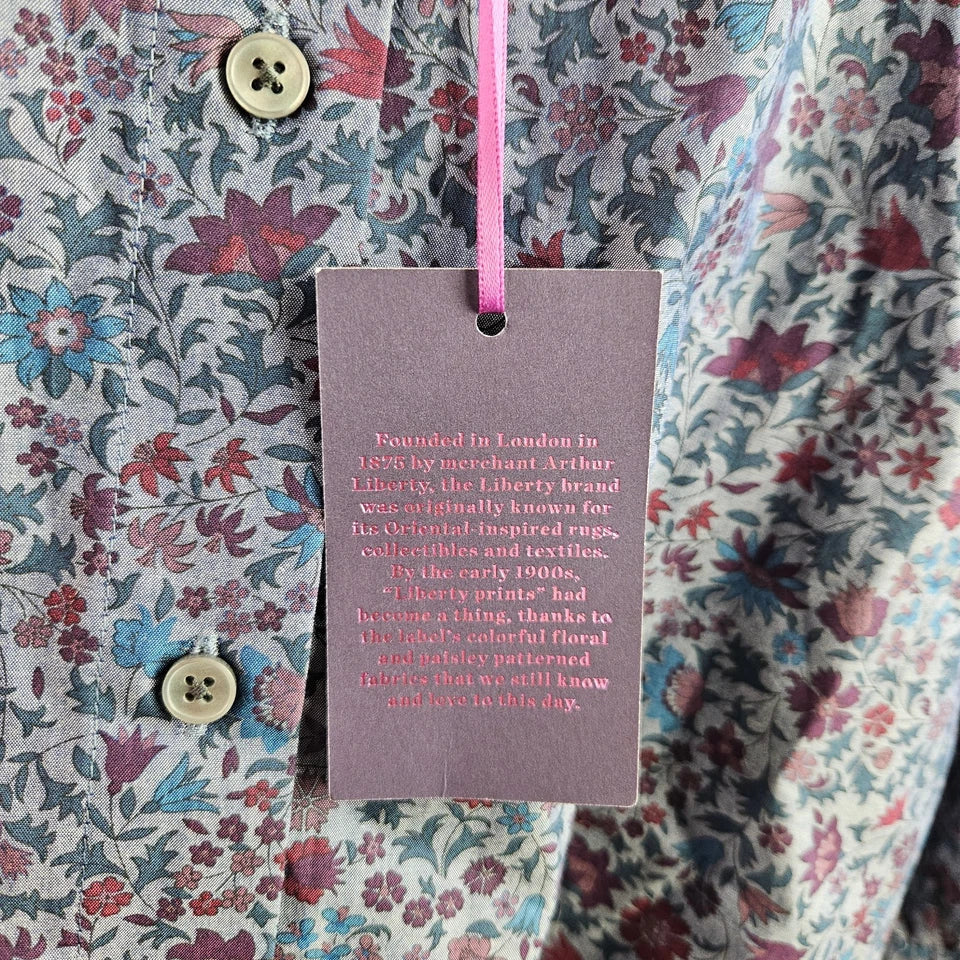 Founded in London in
1875 by merchant Arthur
Liberty, the Liberty brand
was originally known for
its Oriental-inspired rugs,
collectibles and textiles.
By the early 1900s,
“Liberty prints” had
become a thing, thanks to
the label's colorful floral
and paisley patterned
fabrics that we still know
and love to this day.